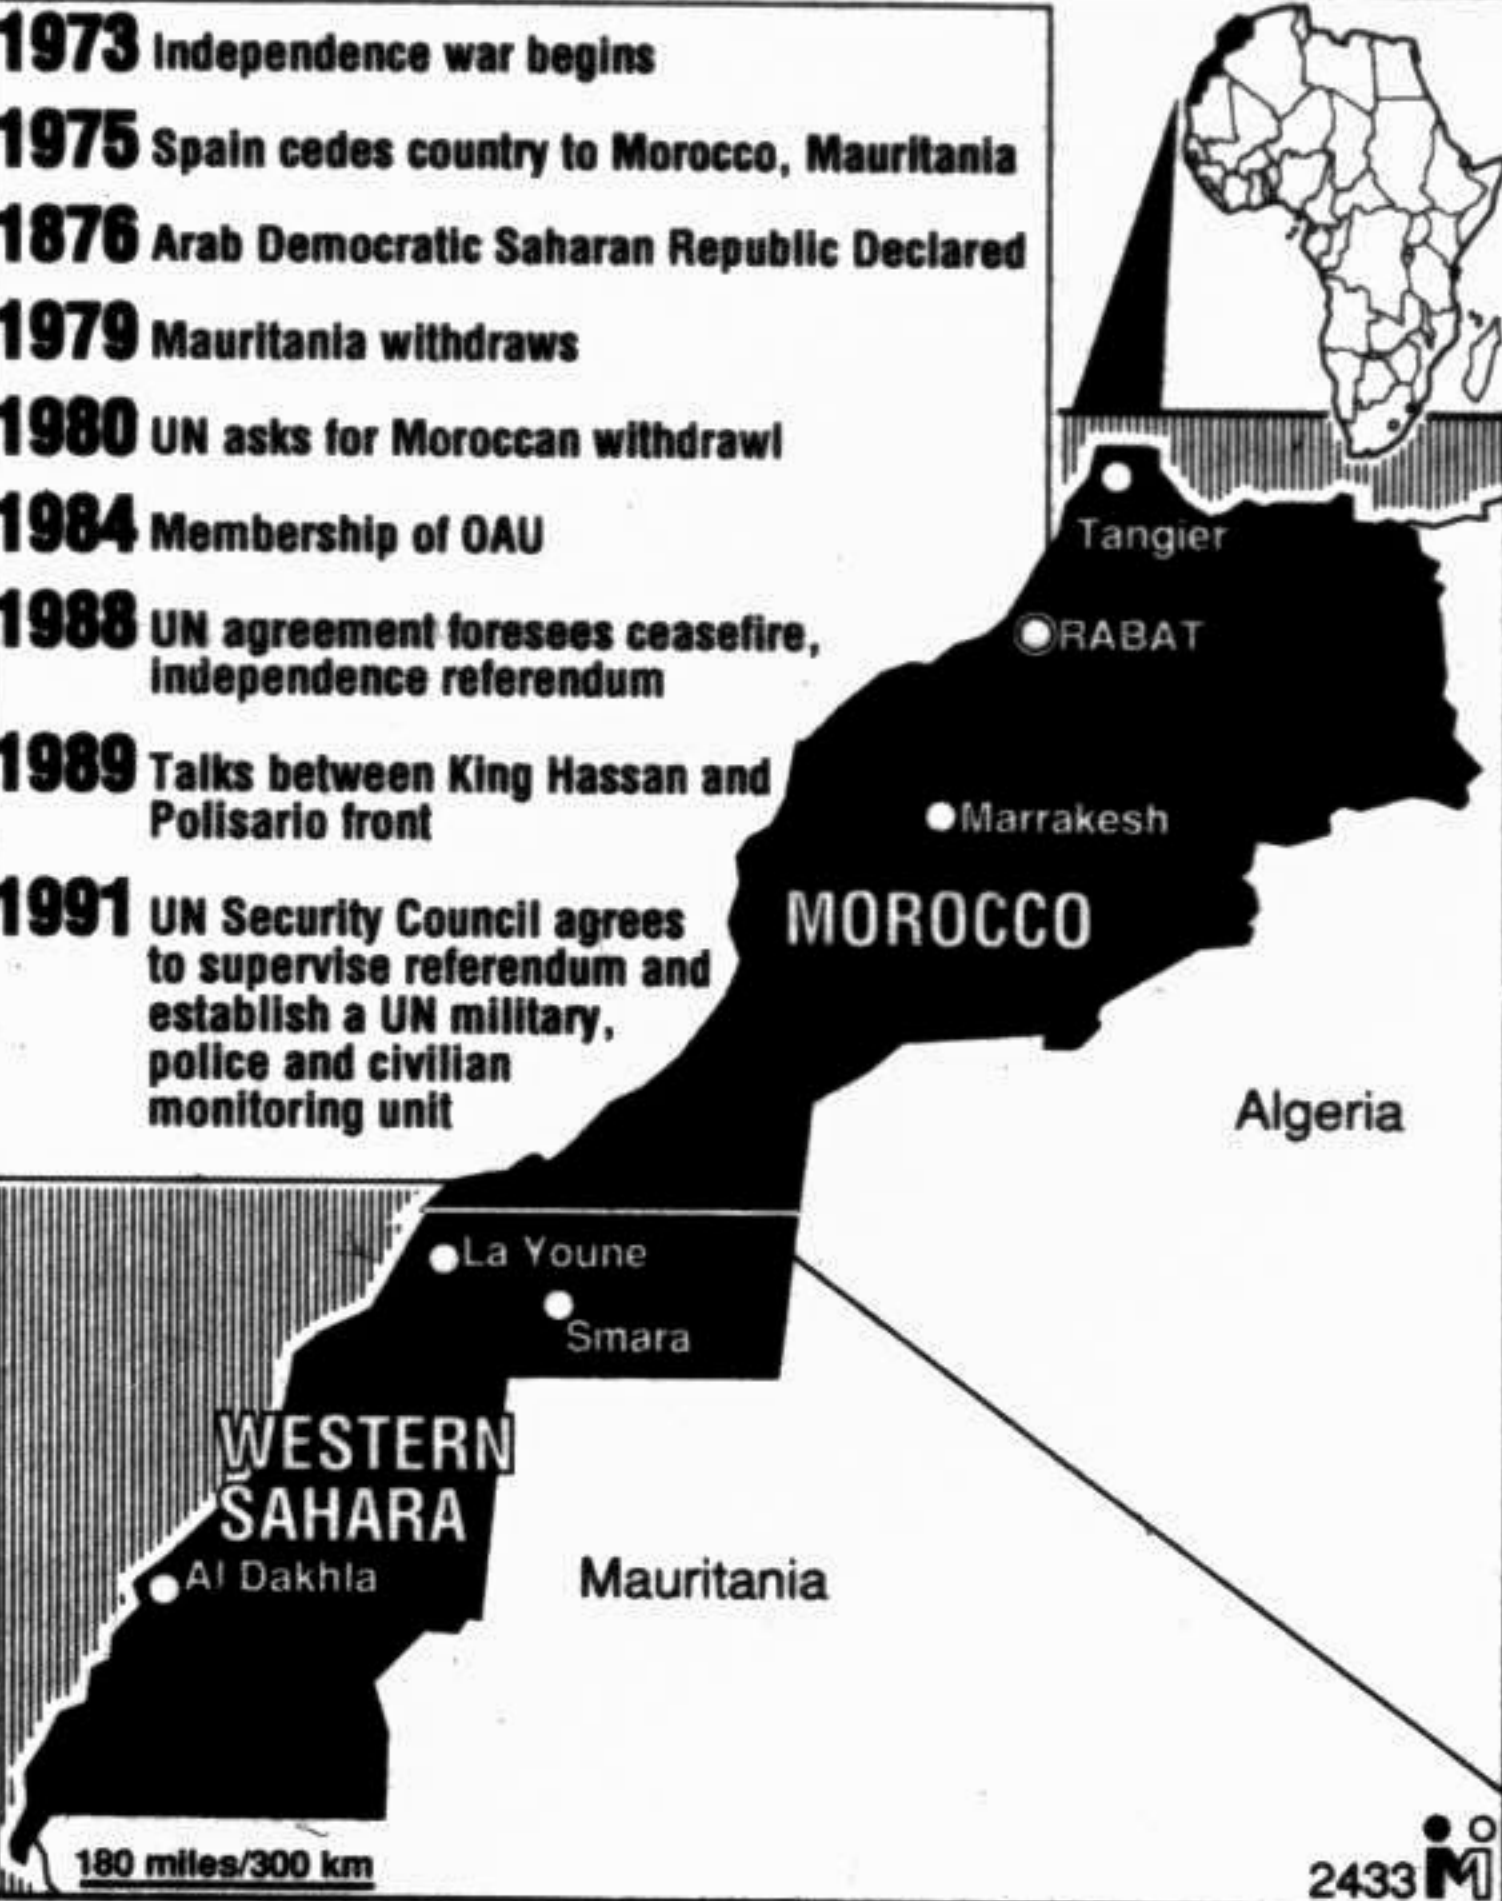 1973 Independence war begins
1975 Spain cedes country to Morocco, Mauritania
1876 Arab Democratic Saharan Republic Declared
1979 Mauritania withdraws
1980 UN asks for Moroccan withdrawl
1984 Membership of OAU
1988 UN agreement foresees ceasefire,
independence referendum
1989 Talks between King Hassan and
Polisario front
1991 UN Security Council agrees
to supervise referendum and
establish a UN military,
police and civilian
monitoring unit
Tangier
RABAT
Marrakesh
MOROCCO
Algeria
La Youne
Smara
WESTERN
SAHARA
Al Dakhla
Mauritania
180 miles/300 km
2433 M